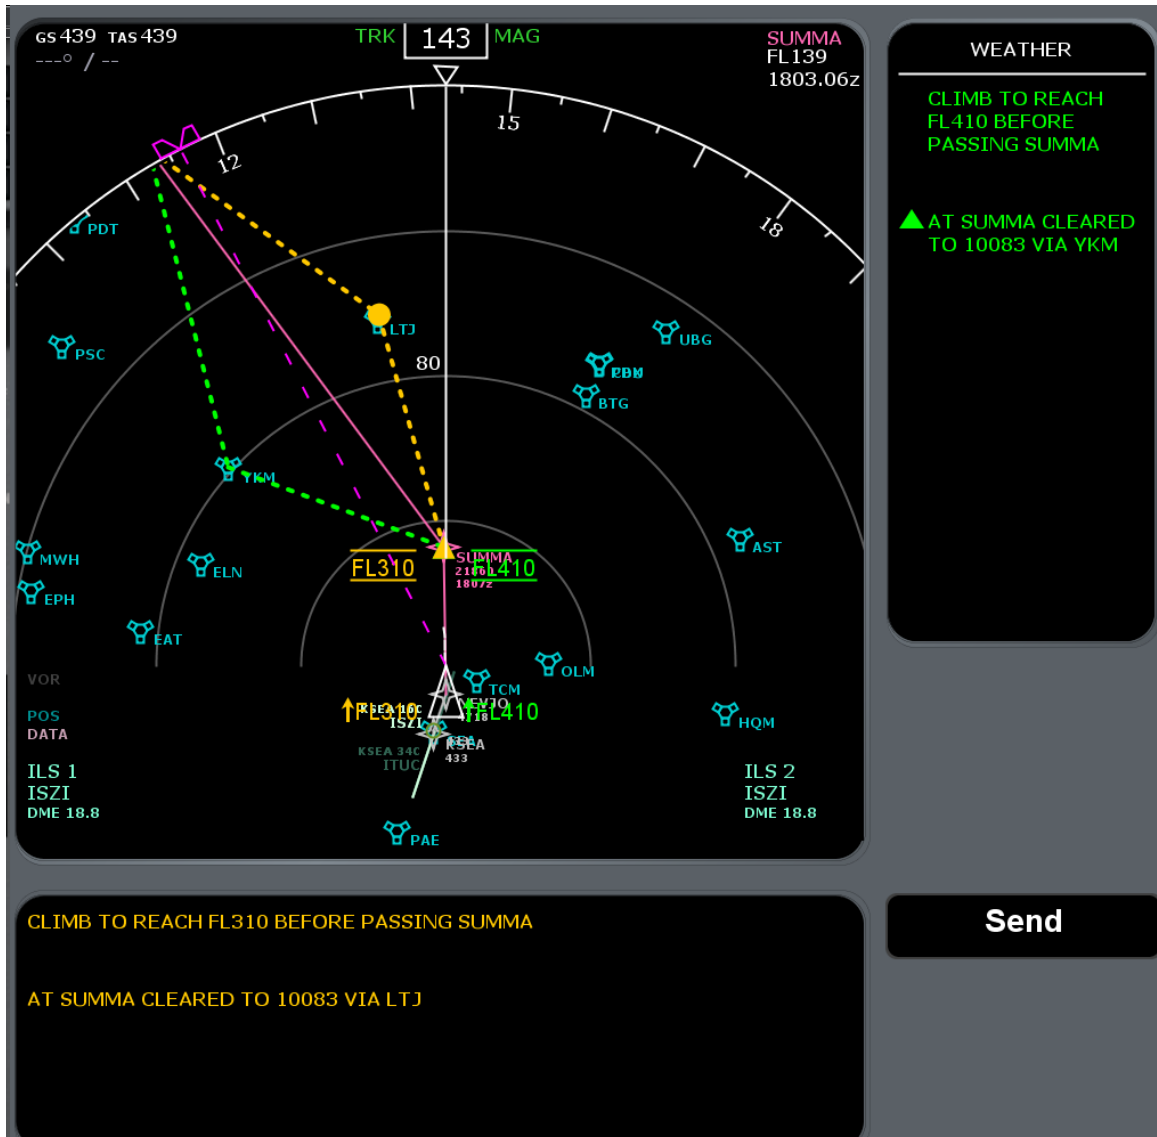 GS 439 TAS 439
---° / --
TRK 143 MAG
SUMMA
FL139
1803.06z
12
15
18
PDT
PSC
LTJ
80
UBG
BTG
YKM
MWH
EPH
ELN
EAT
SUMMA
1807z
FL310
FL410
AST
OLM
TCM
HQM
FL310
FL410
ISZI
KSEA
433
KSEA 34C
ITUC
PAE
VOR
POS
DATA
ILS 1
ISZI
DME 18.8
ILS 2
ISZI
DME 18.8
WEATHER
CLIMB TO REACH
FL410 BEFORE
PASSING SUMMA
AT SUMMA CLEARED
TO 10083 VIA YKM
CLIMB TO REACH FL310 BEFORE PASSING SUMMA
AT SUMMA CLEARED TO 10083 VIA LTJ
Send